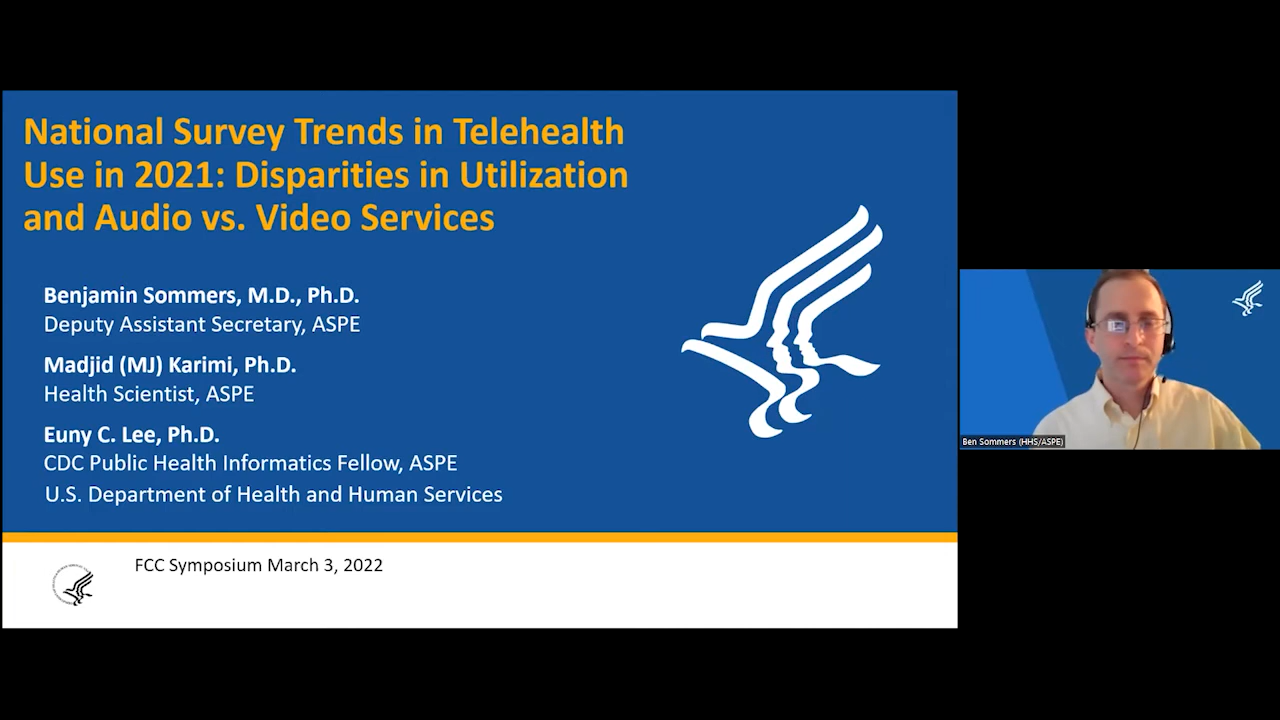 National Survey Trends in Telehealth
Use in 2021: Disparities in Utilization
and Audio vs. Video Services
Benjamin Sommers, M.D., Ph.D.
Deputy Assistant Secretary, ASPE
Madjid (MJ) Karimi, Ph.D.
Health Scientist, ASPE
Euny C. Lee, Ph.D.
CDC Public Health Informatics Fellow, ASPE
U.S. Department of Health and Human Services
FCC Symposium March 3, 2022
Ben Sommers (HHS/ASPE)